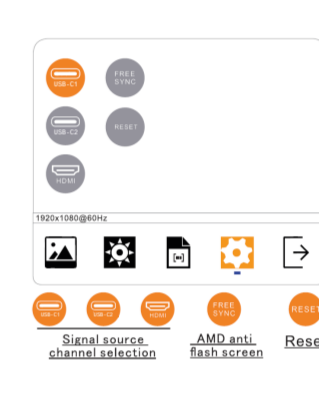 USB-C1
FREE
SYNC
USB-C2
RESET
HDMI
1920x1080@60Hz
USB-C1
USB-C2
HDMI
FREE
SYNC
RESET
Signal source
channel selection
AMD anti
flash screen
Rese